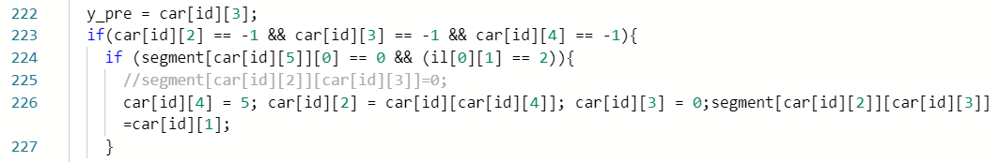 222 y_pre = car[id][3];
223 if(car[id][2] == -1 && car[id][3] == -1 && car[id][4] == -1){
224 if (segment[car[id][5]][0] == 0 && (il[0][1] == 2)){
225 //segment[car[id][2]][car[id][3]]=0;
226 car[id][4] = 5; car[id][2] = car[id][car[id][4]]; car[id][3] = 0;segment[car[id][2]][car[id][3]]
=car[id][1];
227 }